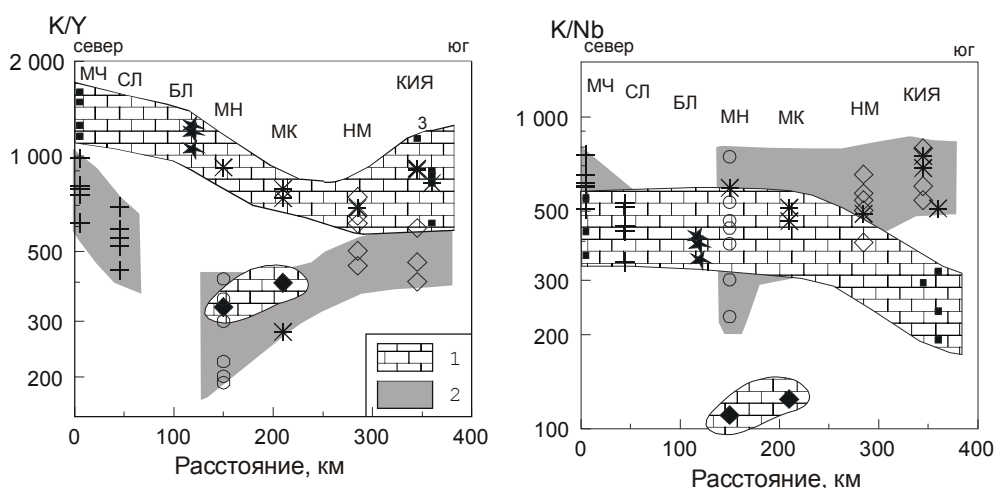 K/Y
север
юг
2 000
МЧ
СЛ
БЛ
МН
МК
НМ
КИЯ
3
1 000
500
300
200
1
2
0
100
200
300
400
Расстояние, км
K/Nb
север
юг
МЧ
СЛ
БЛ
МН
МК
НМ
КИЯ
1 000
500
300
200
100
0
100
200
300
400
Расстояние, км